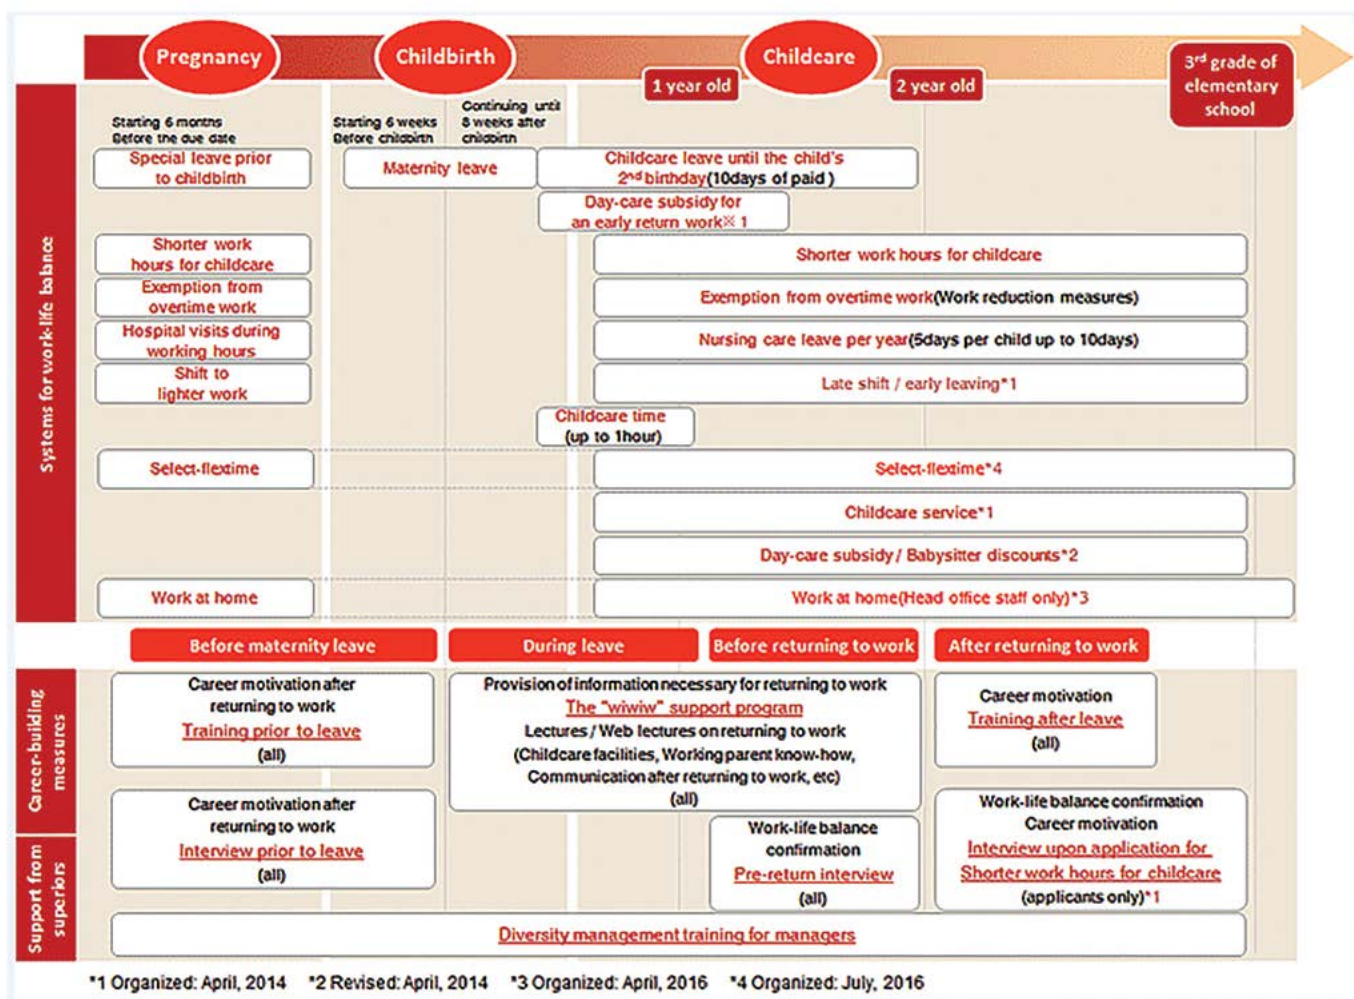 Pregnancy
Childbirth
Childcare
1 year old
2 year old
3rd grade of
elementary
school
Systems for work-life balance
Starting 6 months
Before the due date
Starting 6 weeks
Before childbirth
Continuing until
8 weeks after
childbirth
Special leave prior
to childbirth
Maternity leave
Childcare leave until the child's
2nd birthday(10days of paid )
Day-care subsidy for
an early return work※ 1
Shorter work
hours for childcare
Shorter work hours for childcare
Exemption from
overtime work
Exemption from overtime work(Work reduction measures)
Hospital visits during
working hours
Nursing care leave per year(5days per child up to 10days)
Shift to
lighter work
Late shift / early leaving*1
Childcare time
(up to 1hour)
Select-flextime
Select-flextime*4
Childcare service*1
Day-care subsidy / Babysitter discounts*2
Work at home
Work at home(Head office staff only)*3
Before maternity leave
During leave
Before returning to work
After returning to work
Career-building
measures
Career motivation after
returning to work
Training prior to leave
(all)
Provision of information necessary for returning to work
The "wiwiw" support program
Lectures / Web lectures on returning to work
(Childcare facilities, Working parent know-how,
Communication after returning to work, etc)
(all)
Career motivation
Training after leave
(all)
Support from
superiors
Career motivation after
returning to work
Interview prior to leave
(all)
Work-life balance
confirmation
Pre-return interview
(all)
Work-life balance confirmation
Career motivation
Interview upon application for
Shorter work hours for childcare
(applicants only)*1
Diversity management training for managers
*1 Organized: April, 2014 *2 Revised: April, 2014 *3 Organized: April, 2016 *4 Organized: July, 2016